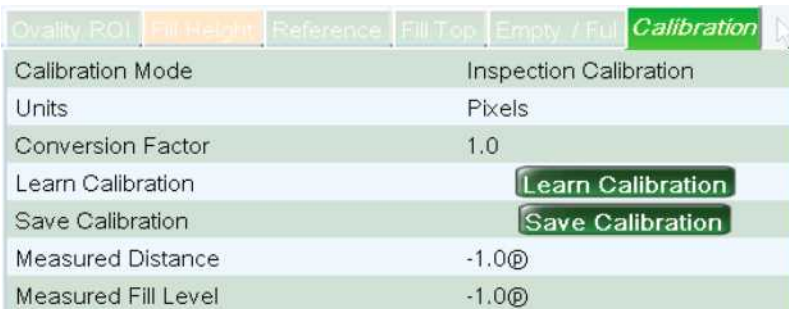 Ovality ROI Fill Height Reference Fill Top Empty / Ful Calibration
Calibration Mode Inspection Calibration
Units Pixels
Conversion Factor 1.0
Learn Calibration Learn Calibration
Save Calibration Save Calibration
Measured Distance -1.0ⓟ
Measured Fill Level -1.0ⓟ